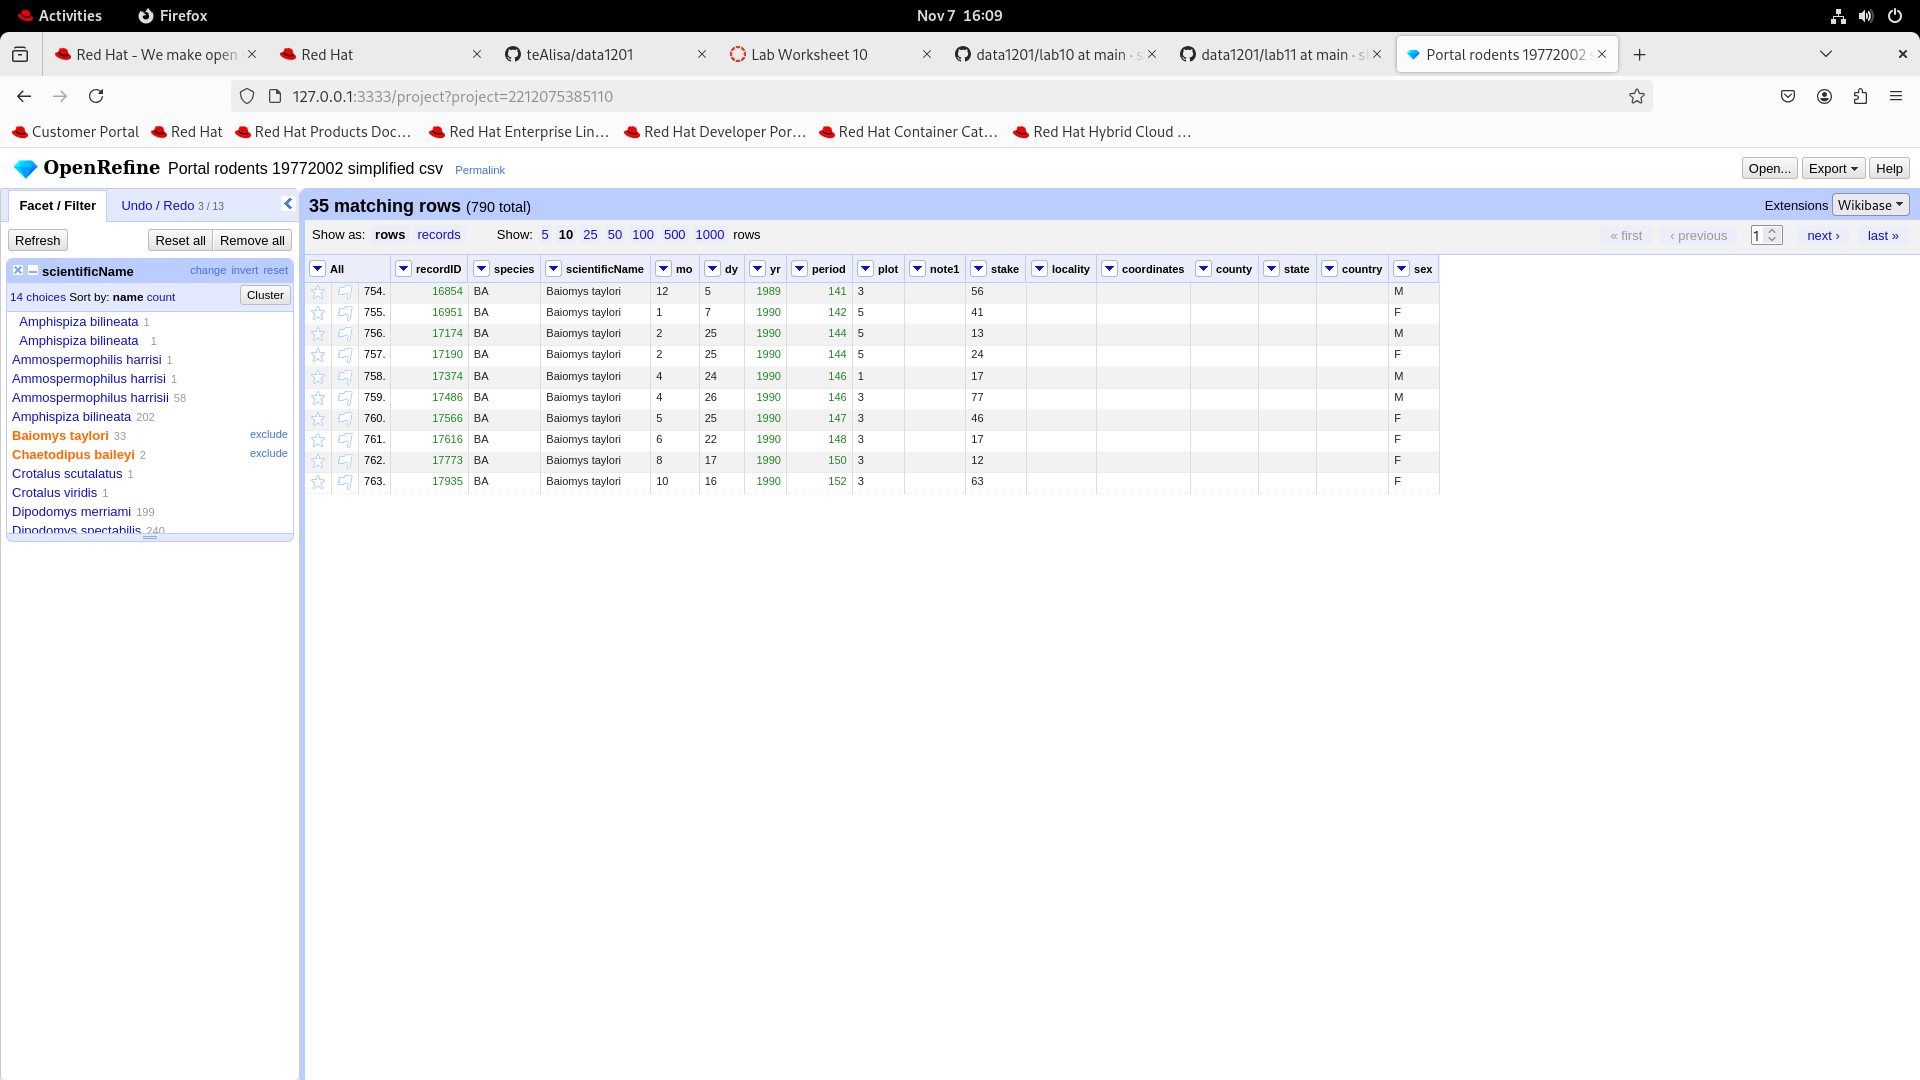 Activities Firefox Nov 7 16:09
Red Hat - We make open Red Hat teAlisa/data1201 Lab Worksheet 10 data1201/lab10 at main · s data1201/lab11 at main · s Portal rodents 19772002 s
127.0.0.1:3333/project?project=2212075385110
Customer Portal Red Hat Red Hat Products Doc… Red Hat Enterprise Lin… Red Hat Developer Por… Red Hat Container Cat… Red Hat Hybrid Cloud …
OpenRefine Portal rodents 19772002 simplified csv Permalink Open... Export Help
Facet / Filter Undo / Redo 3 / 13
Refresh Reset all Remove all
scientificName change invert reset
14 choices Sort by: name count Cluster
Amphispiza bilineata 1
Amphispiza bilineata 1
Ammospermophilis harrisi 1
Ammospermophilus harrisi 1
Ammospermophilus harrisii 58
Amphispiza bilineata 202
Baiomys taylori 33 exclude
Chaetodipus baileyi 2 exclude
Crotalus scutalatus 1
Crotalus viridis 1
Dipodomys merriami 199
Dipodomys spectabilis 240
35 matching rows (790 total) Extensions Wikibase
Show as: rows records Show: 5 10 25 50 100 500 1000 rows « first ‹ previous 1 next › last »
All recordID species scientificName mo dy yr period plot note1 stake locality coordinates county state country sex
754. 16854 BA Baiomys taylori 12 5 1989 141 3 56 M
755. 16951 BA Baiomys taylori 1 7 1990 142 5 41 F
756. 17174 BA Baiomys taylori 2 25 1990 144 5 13 M
757. 17190 BA Baiomys taylori 2 25 1990 144 5 24 F
758. 17374 BA Baiomys taylori 4 24 1990 146 1 17 M
759. 17486 BA Baiomys taylori 4 26 1990 146 3 77 M
760. 17566 BA Baiomys taylori 5 25 1990 147 3 46 F
761. 17616 BA Baiomys taylori 6 22 1990 148 3 17 F
762. 17773 BA Baiomys taylori 8 17 1990 150 3 12 F
763. 17935 BA Baiomys taylori 10 16 1990 152 3 63 F